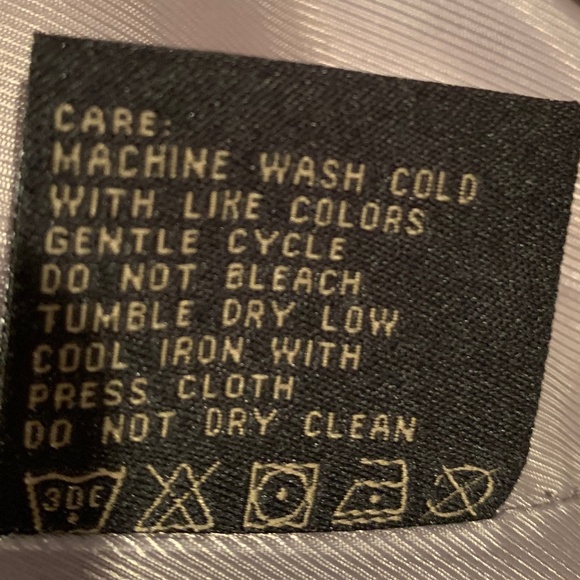 CARE:
MACHINE WASH COLD
WITH LIKE COLORS
GENTLE CYCLE
DO NOT BLEACH
TUMBLE DRY LOW
COOL IRON WITH
PRESS CLOTH
DO NOT DRY CLEAN